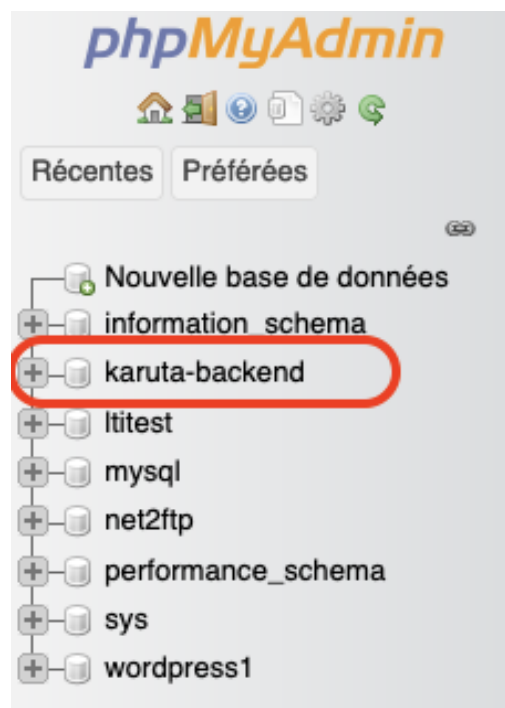 phpMyAdmin
Récentes Préférées
Nouvelle base de données
information_schema
karuta-backend
ltitest
mysql
net2ftp
performance_schema
sys
wordpress1